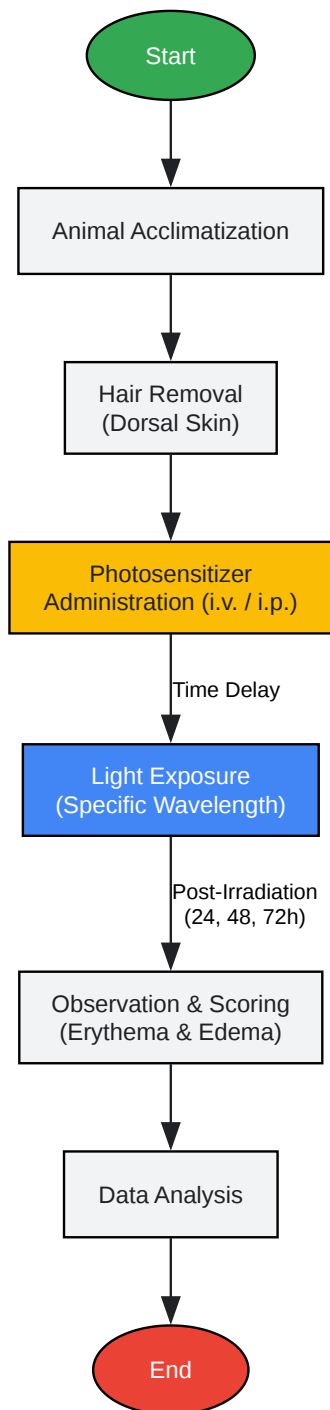 Start
Animal Acclimatization
Hair Removal
(Dorsal Skin)
Photosensitizer
Administration (i.v. / i.p.)
Time Delay
Light Exposure
(Specific Wavelength)
Post-Irradiation
(24, 48, 72h)
Observation & Scoring
(Erythema & Edema)
Data Analysis
End